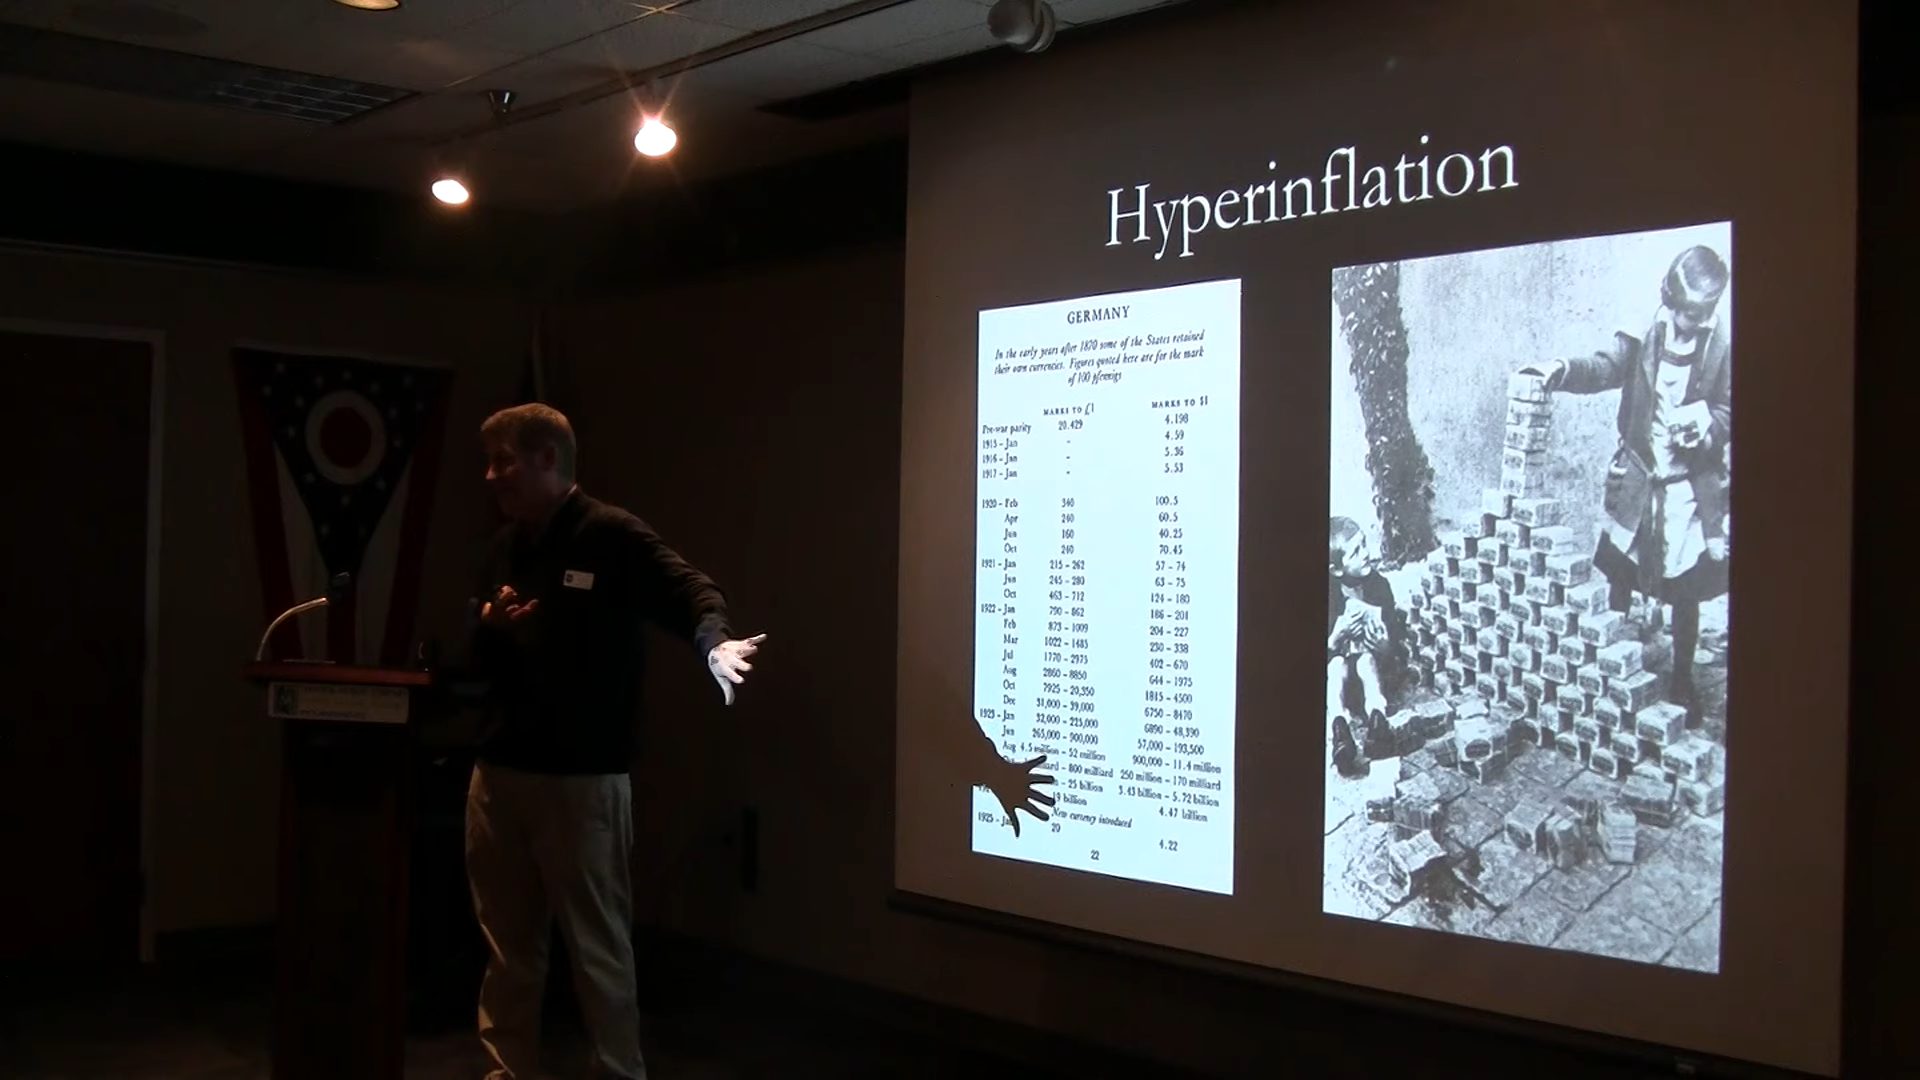 Hyperinflation
GERMANY
In the early years after 1870 some of the States retained
their own currencies. Figures quoted here are for the mark
of 100 pfennigs
MARKS TO £1 MARKS TO $1
Pre-war parity 20.429 4.198
1915 - Jan - 4.59
1916 - Jan - 5.36
1917 - Jan - 5.53
1920 - Feb 340 100.5
Apr 240 60.5
Jun 160 40.25
Oct 240 70.45
1921 - Jan 215 - 262 57 - 74
Jun 245 - 280 63 - 75
Oct 463 - 712 124 - 180
1922 - Jan 790 - 862 186 - 201
Feb 873 - 1009 204 - 227
Mar 1022 - 1485 230 - 338
Jul 1770 - 2975 402 - 670
Aug 2860 - 8850 644 - 1975
Oct 7925 - 20,350 1815 - 4500
Dec 31,000 - 39,000 6750 - 8470
1923 - Jan 32,000 - 225,000 6890 - 48,390
Jun 265,000 - 900,000 57,000 - 193,500
Aug 4.5 million - 52 million 900,000 - 11.4 million
- 800 milliard 250 million - 170 milliard
- 25 billion 3.43 billion - 5.72 billion
19 billion 4.47 billion
New currency introduced
1925 - 20 4.22
22